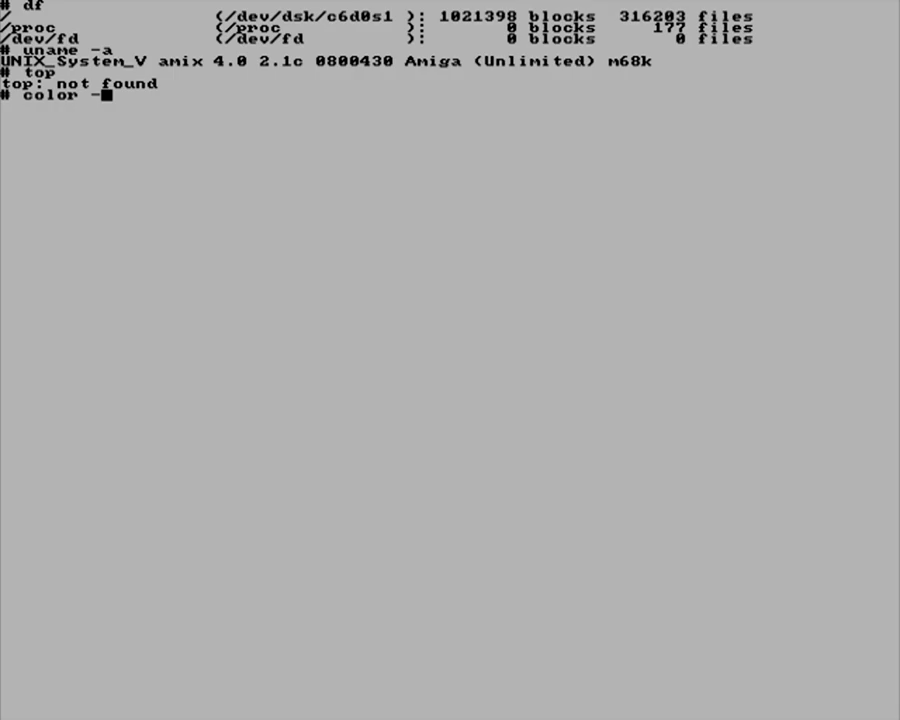 # df
/                  (/dev/dsk/c6d0s1 ): 1021398 blocks  316203 files
/proc              (/proc           ):       0 blocks     177 files
/dev/fd            (/dev/fd         ):       0 blocks       0 files
# uname -a
UNIX_System_V amix 4.0 2.1c 0800430 Amiga (Unlimited) m68k
# top
top: not found
# color -